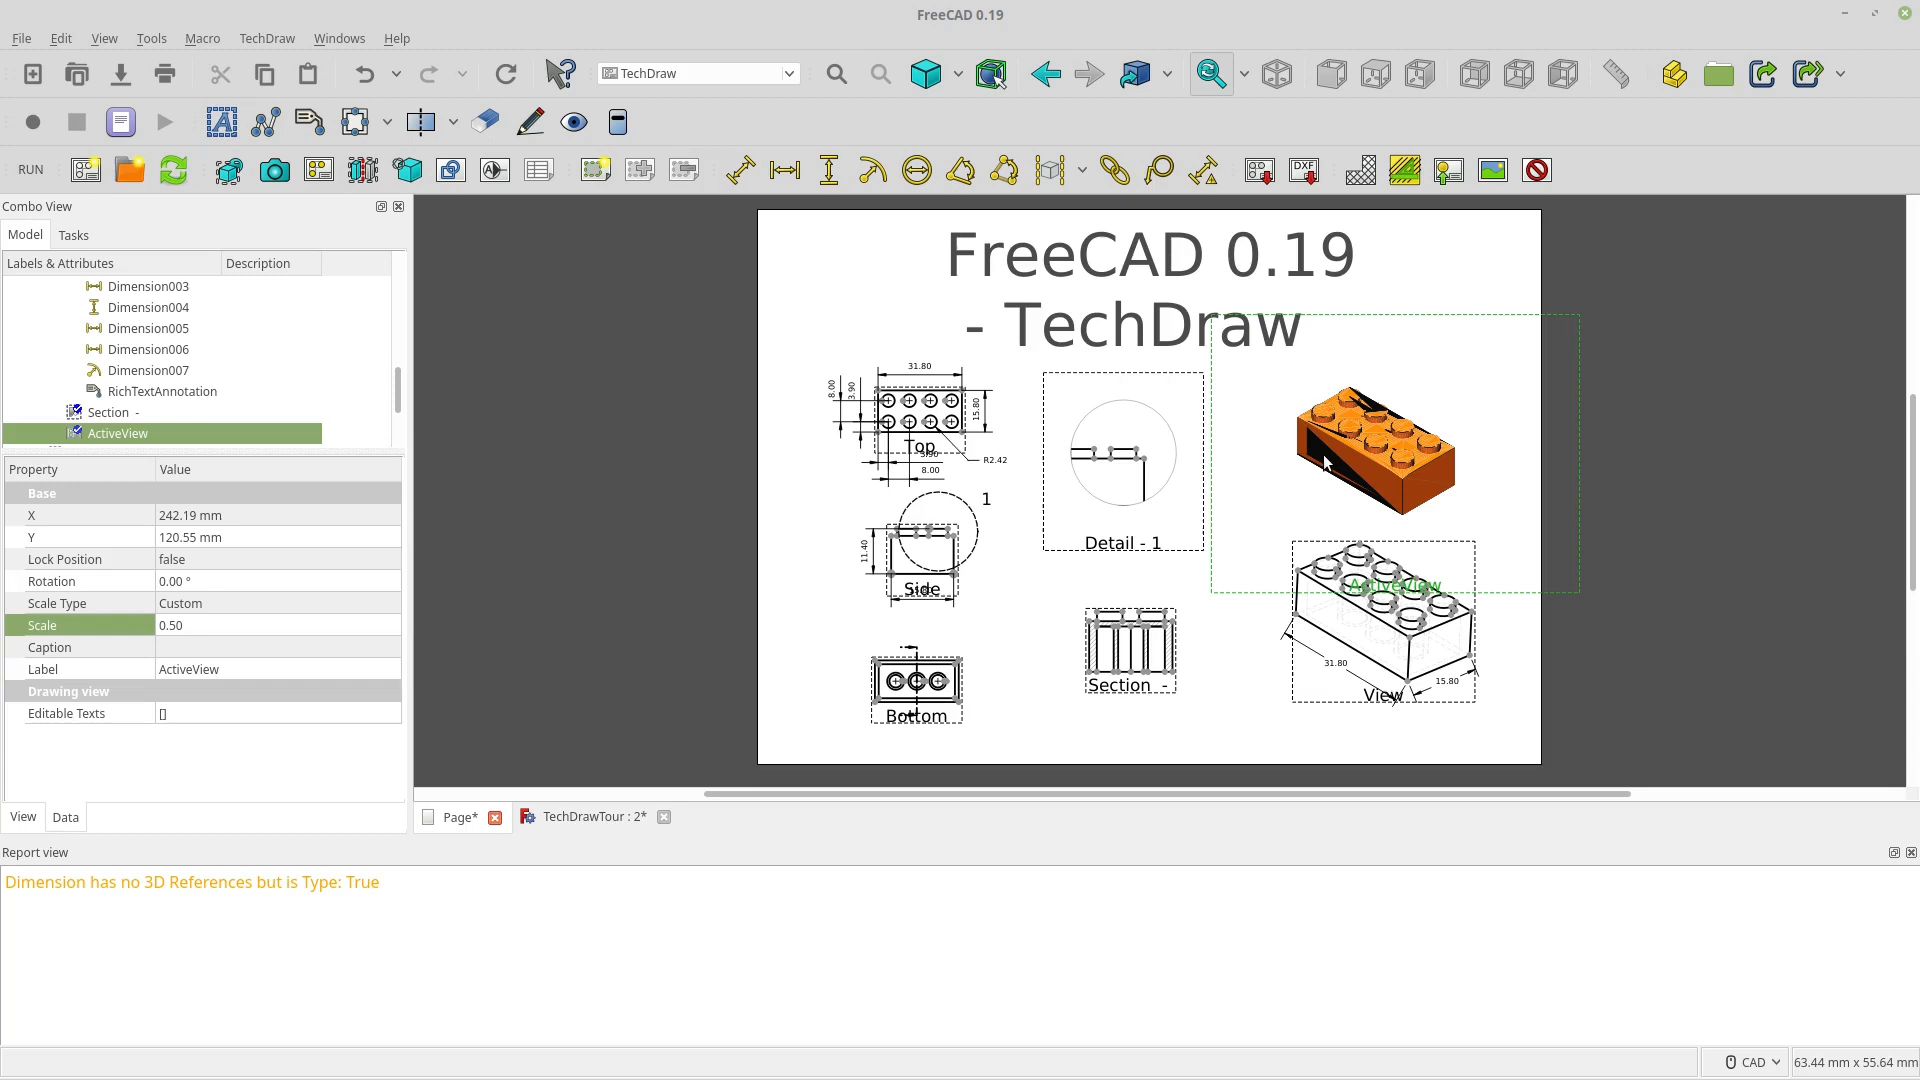 FreeCAD 0.19
File Edit View Tools Macro TechDraw Windows Help
TechDraw
RUN
DXF
Combo View
Model Tasks
Labels & Attributes Description
Dimension003
Dimension004
Dimension005
Dimension006
Dimension007
RichTextAnnotation
Section -
ActiveView
Property Value
Base
X 242.19 mm
Y 120.55 mm
Lock Position false
Rotation 0.00 °
Scale Type Custom
Scale 0.50
Caption
Label ActiveView
Drawing view
Editable Texts []
View Data
FreeCAD 0.19
- TechDraw
31.80
8.00
3.90
15.80
Top
3.90
R2.42
8.00
1
11.40
Side
Bottom
Detail - 1
Section -
ActiveView
31.80
15.80
View
Page* TechDrawTour : 2*
Report view
Dimension has no 3D References but is Type: True
CAD 63.44 mm x 55.64 mm